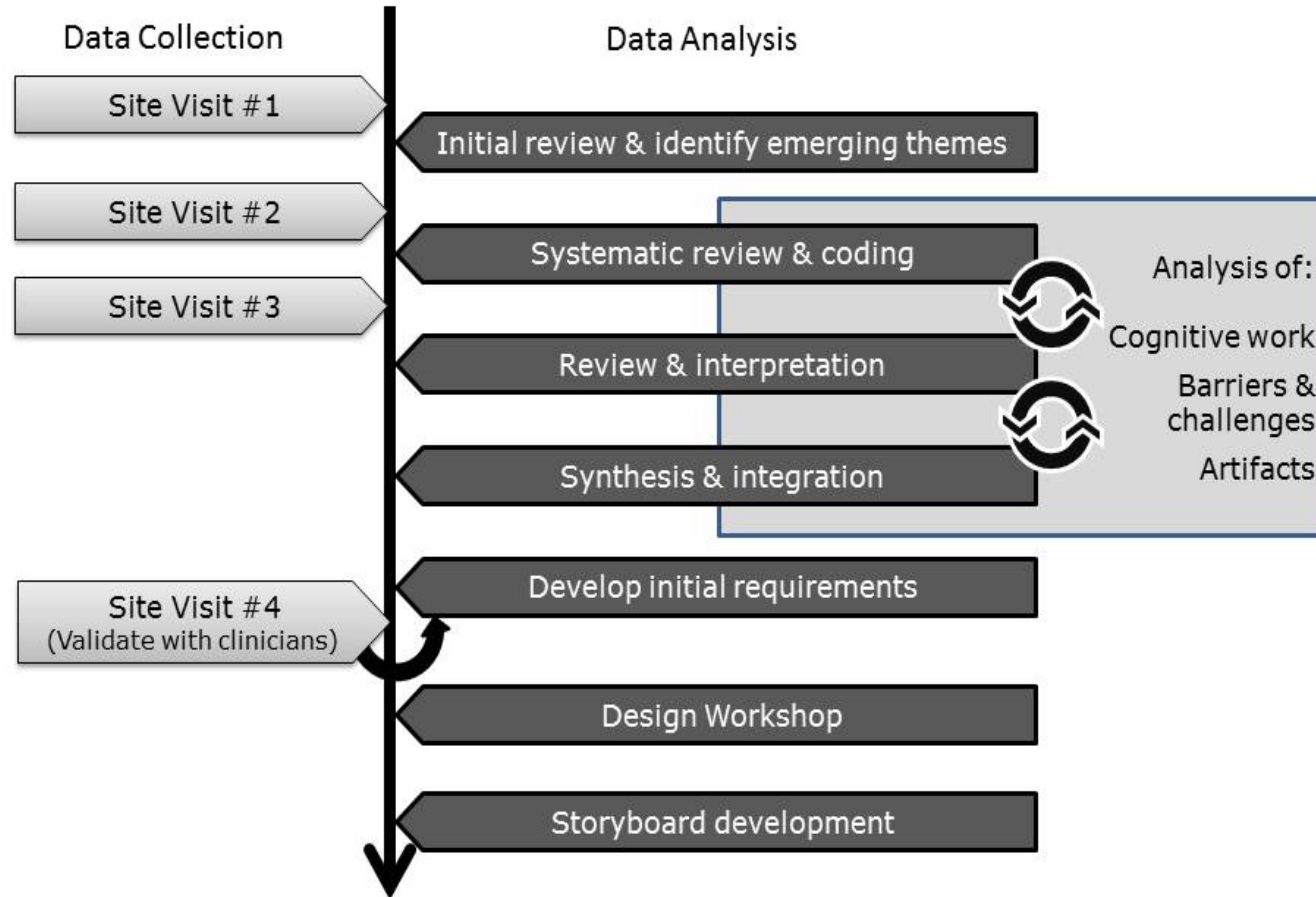 Data Collection
Data Analysis
Site Visit #1
Initial review & identify emerging themes
Site Visit #2
Systematic review & coding
Site Visit #3
Review & interpretation
Synthesis & integration
Analysis of:
Cognitive work
Barriers &
challenges
Artifacts
Develop initial requirements
Site Visit #4
(Validate with clinicians)
Design Workshop
Storyboard development